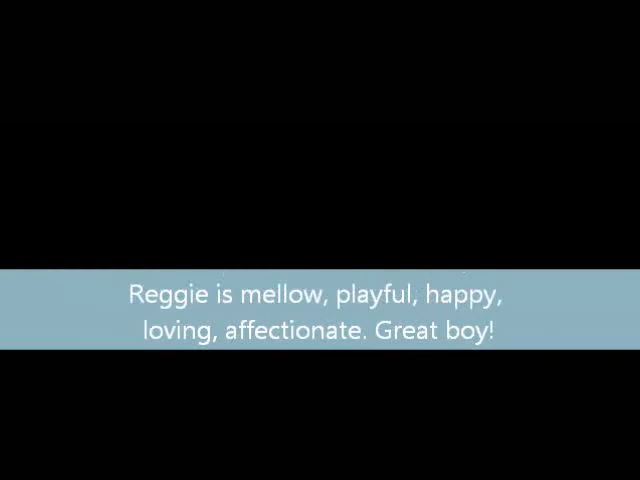 Reggie is mellow, playful, happy,
loving, affectionate. Great boy!